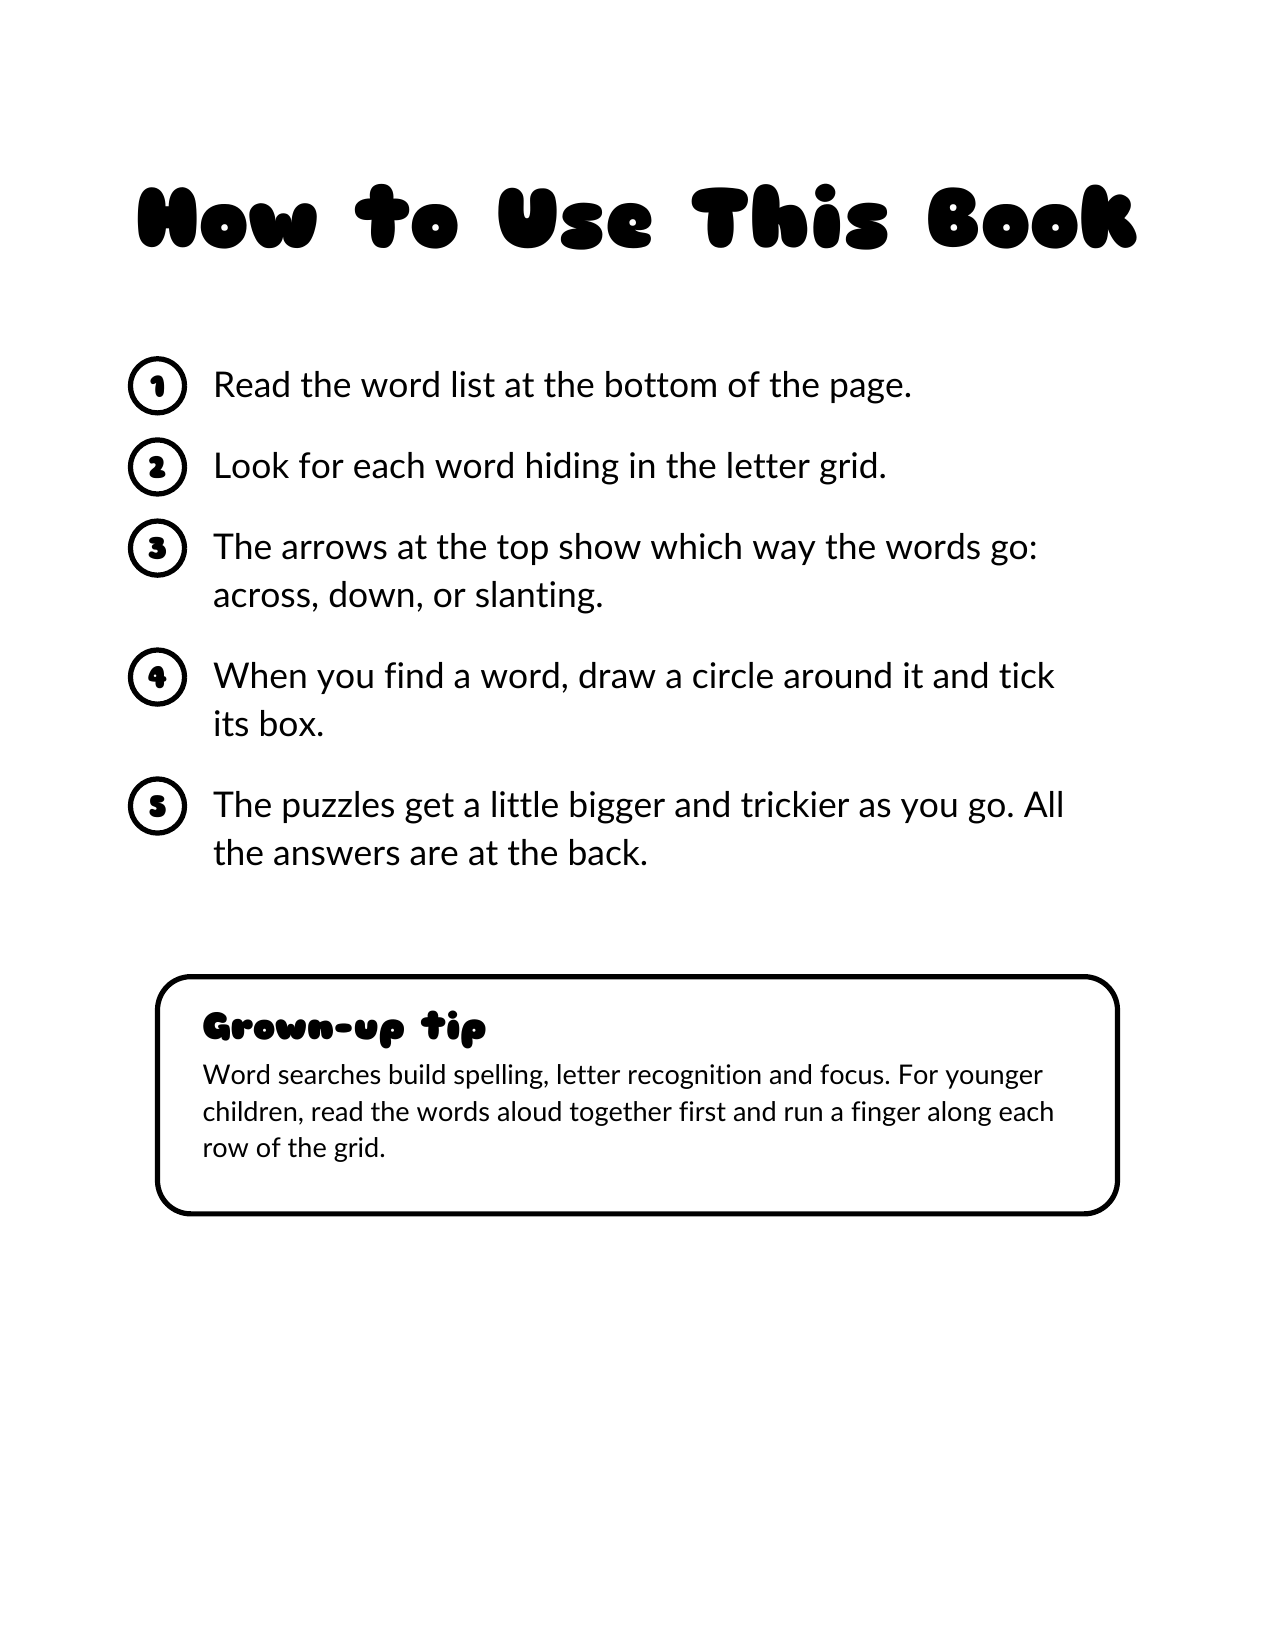 How to Use This Book
1 Read the word list at the bottom of the page.
2 Look for each word hiding in the letter grid.
3 The arrows at the top show which way the words go:
across, down, or slanting.
4 When you find a word, draw a circle around it and tick
its box.
5 The puzzles get a little bigger and trickier as you go. All
the answers are at the back.
Grown-up tip
Word searches build spelling, letter recognition and focus. For younger
children, read the words aloud together first and run a finger along each
row of the grid.